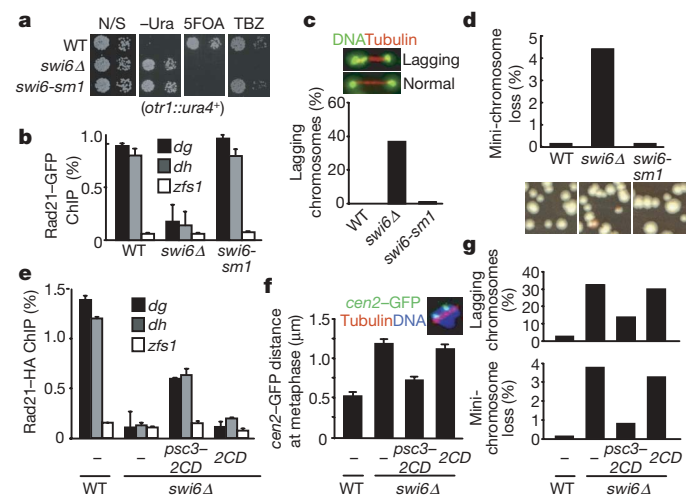 a
N/S –Ura 5FOA TBZ
WT
swi6Δ
swi6-sm1
(otr1::ura4+)
b
Rad21–GFP ChIP (%)
1.0
0.5
0
dg
dh
zfs1
WT swi6Δ swi6-sm1
c
DNATubulin
Lagging
Normal
Lagging chromosomes (%)
60
40
20
0
WT swi6Δ swi6-sm1
d
Mini-chromosome loss (%)
5
4
3
2
1
0
WT swi6Δ swi6-sm1
e
Rad21–HA ChIP (%)
1.5
1.0
0.5
0
dg
dh
zfs1
– – psc3–2CD 2CD
WT swi6Δ
f
cen2–GFP
TubulinDNA
cen2–GFP distance at metaphase (μm)
1.5
1.0
0.5
0
– – psc3–2CD 2CD
WT swi6Δ
g
Lagging chromosomes (%)
40
30
20
10
0
Mini-chromosome loss (%)
4
3
2
1
0
– – psc3–2CD 2CD
WT swi6Δ